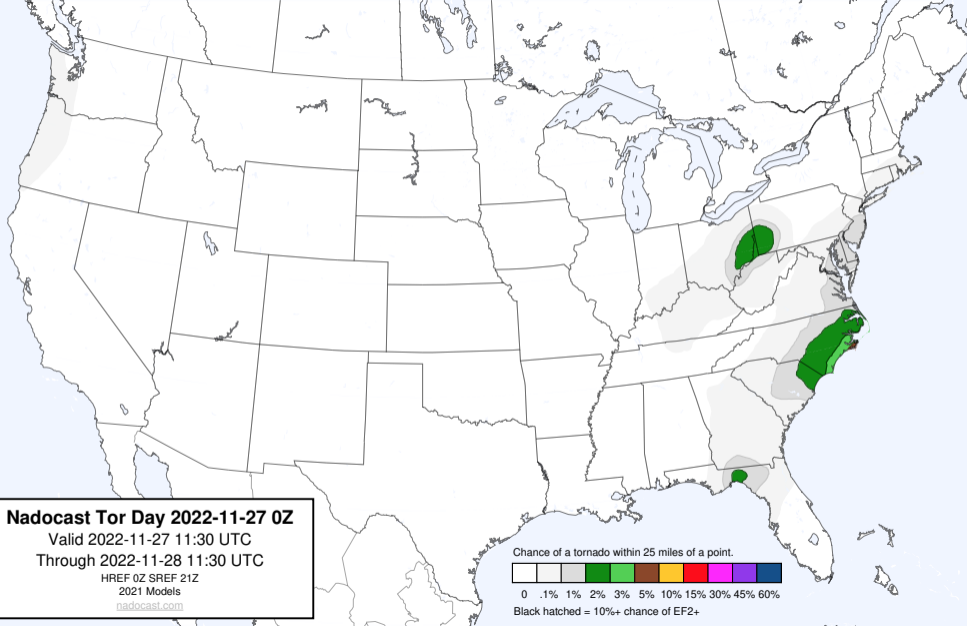 Nadocast Tor Day 2022-11-27 0Z
Valid 2022-11-27 11:30 UTC
Through 2022-11-28 11:30 UTC
HREF 0Z SREF 21Z
2021 Models
nadocast.com
Chance of a tornado within 25 miles of a point.
0 .1% 1% 2% 3% 5% 10% 15% 30% 45% 60%
Black hatched = 10%+ chance of EF2+